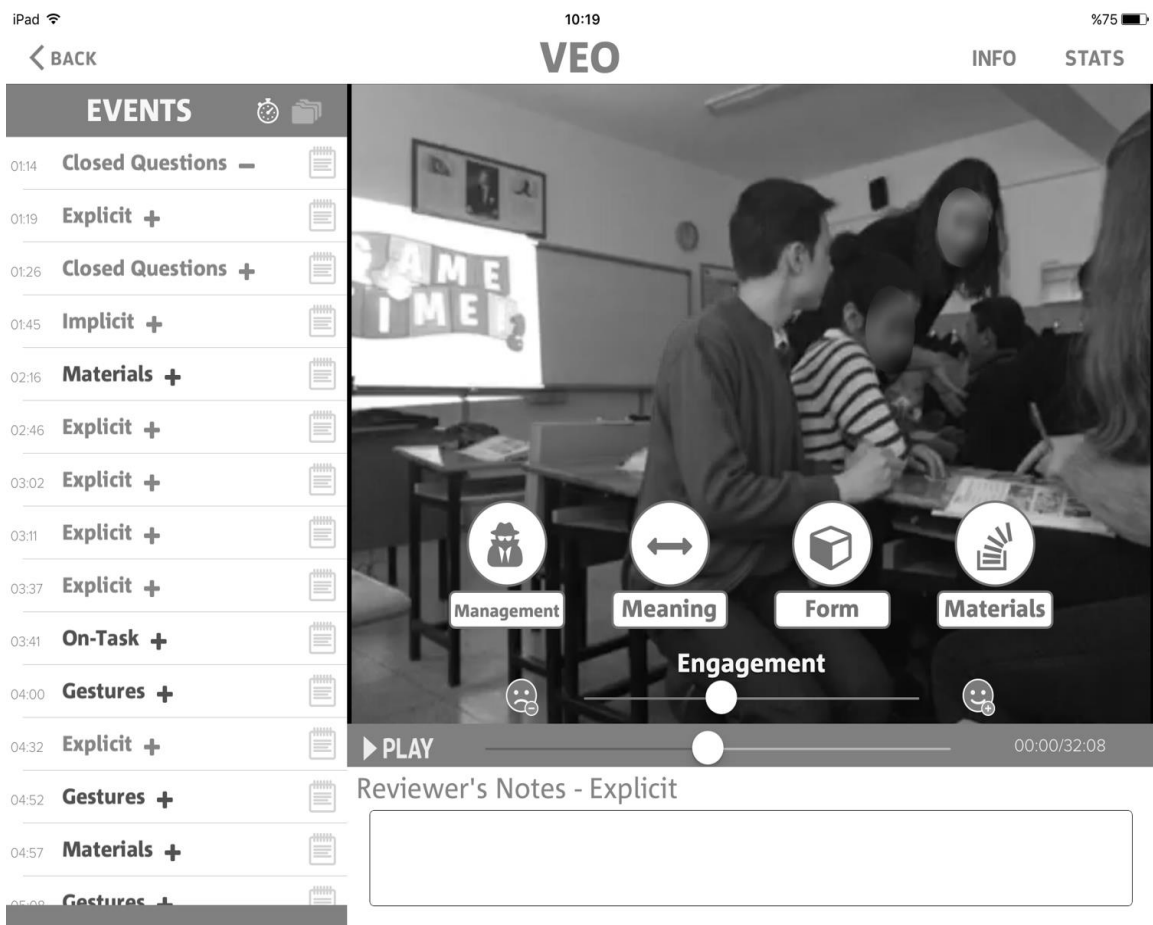 iPad 10:19 %75
BACK VEO INFO STATS
EVENTS
01:14 Closed Questions −
01:19 Explicit +
01:26 Closed Questions +
01:45 Implicit +
02:16 Materials +
02:46 Explicit +
03:02 Explicit +
03:11 Explicit +
03:37 Explicit +
03:41 On-Task +
04:00 Gestures +
04:32 Explicit +
04:52 Gestures +
04:57 Materials +
05:08 Gestures +
GAME
TIME!
Management Meaning Form Materials
Engagement
PLAY 00:00/32:08
Reviewer's Notes - Explicit